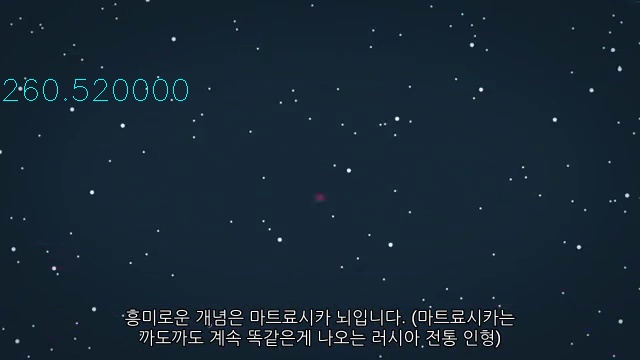 260.520000
흥미로운 개념은 마트료시카 뇌입니다. (마트료시카는
까도까도 계속 똑같은게 나오는 러시아 전통 인형)